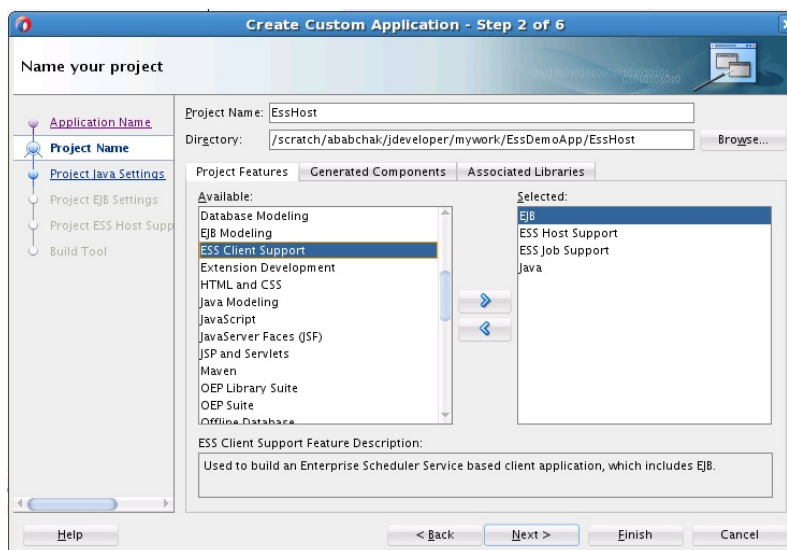 Create Custom Application - Step 2 of 6
Name your project
Application Name
Project Name
Project Java Settings
Project EJB Settings
Project ESS Host Supp
Build Tool
Project Name: EssHost
Directory: /scratch/ababchak/jdeveloper/mywork/EssDemoApp/EssHost Browse...
Project Features Generated Components Associated Libraries
Available:
Database Modeling
EJB Modeling
ESS Client Support
Extension Development
HTML and CSS
Java Modeling
JavaScript
JavaServer Faces (JSF)
JSP and Servlets
Maven
OEP Library Suite
OEP Suite
Offline Database
Selected:
EJB
ESS Host Support
ESS Job Support
Java
ESS Client Support Feature Description:
Used to build an Enterprise Scheduler Service based client application, which includes EJB.
Help < Back Next > Finish Cancel